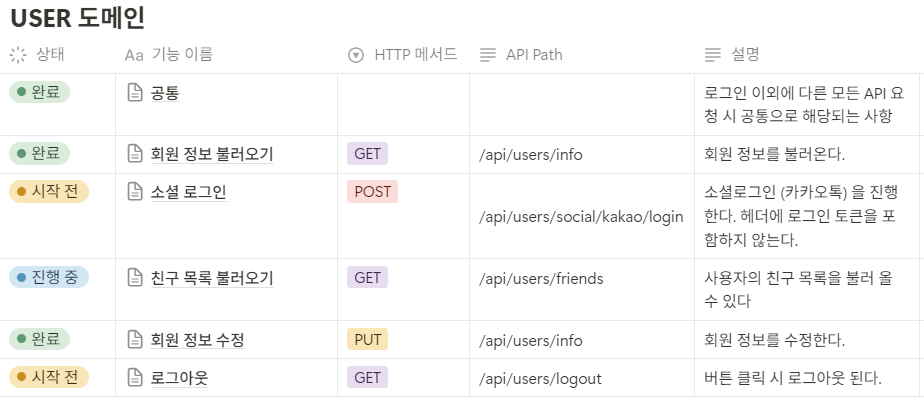 USER 도메인
상태 Aa 기능 이름 HTTP 메서드 API Path 설명
완료 공통 로그인 이외에 다른 모든 API 요
청 시 공통으로 해당되는 사항
완료 회원 정보 불러오기 GET /api/users/info 회원 정보를 불러온다.
시작 전 소셜 로그인 POST /api/users/social/kakao/login 소셜로그인 (카카오톡) 을 진행
한다. 헤더에 로그인 토큰을 포
함하지 않는다.
진행 중 친구 목록 불러오기 GET /api/users/friends 사용자의 친구 목록을 불러 올
수 있다
완료 회원 정보 수정 PUT /api/users/info 회원 정보를 수정한다.
시작 전 로그아웃 GET /api/users/logout 버튼 클릭 시 로그아웃 된다.